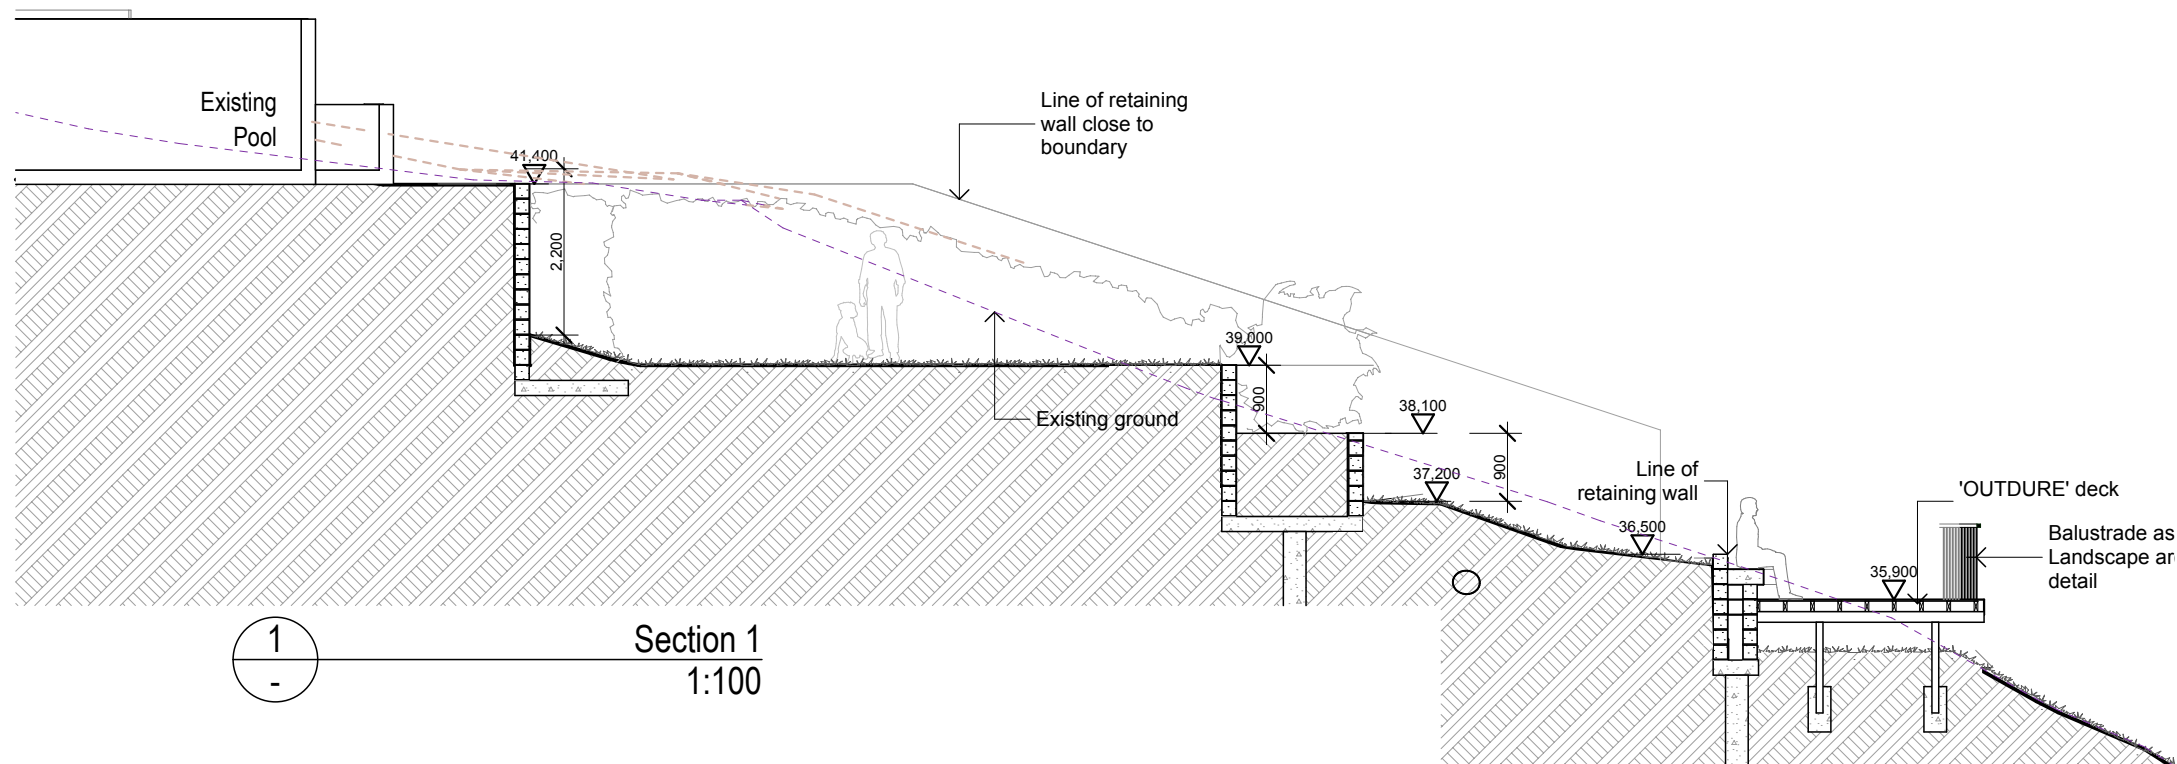 Existing
Pool
Line of retaining
wall close to
boundary
41,400
2,200
39,000
900
Existing ground
38,100
37,200
900
Line of
retaining wall
36,500
'OUTDURE' deck
Balustrade as
Landscape
detail
35,900
1
-
Section 1
1:100